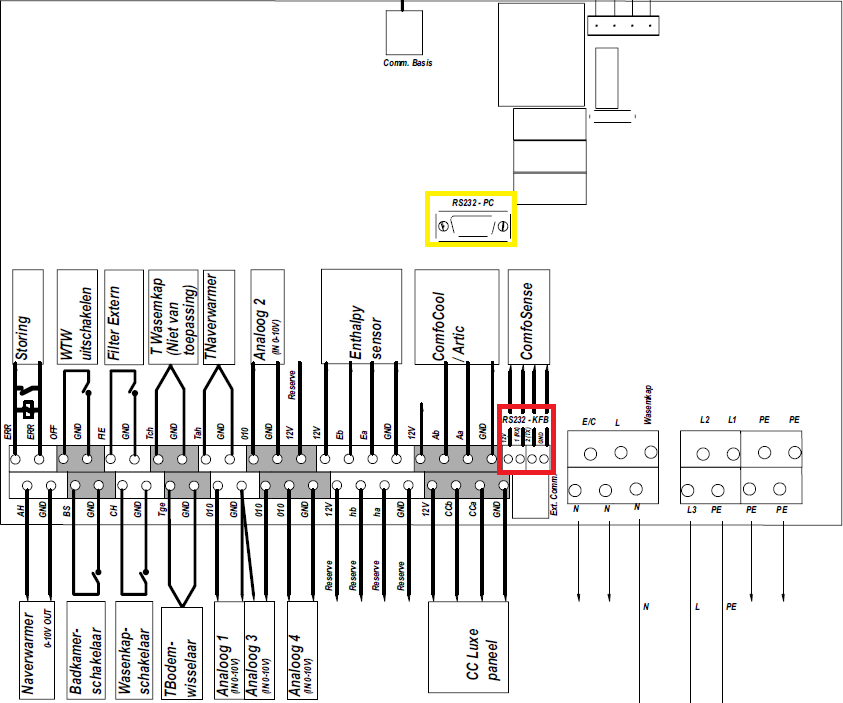 Comm. Basis
RS232 - PC
Storing
WTW
uitschakelen
Filter Extern
T Wasemkap
(Niet van
toepassing)
TNaverwarmer
Analoog 2
(IN 0-10V)
Reserve
Enthalpy
sensor
ComfoCool
/ Artic
ComfoSense
RS232 - KFB
12V
GND
ERR
ERR
OFF
GND
FIE
GND
Tch
GND
Tah
GND
010
GND
12V
12V
Eb
Ea
GND
12V
Ab
Aa
GND
E/C
L
Wasemkap
L2
L1
PE
PE
AH
GND
BS
GND
CH
GND
Tge
GND
010
GND
010
010
GND
12V
hb
ha
GND
12V
CCb
CCa
GND
Ext. Comm.
N
N
N
L3
PE
PE
PE
Reserve
Reserve
Reserve
Reserve
N
L
PE
Naverwarmer
0-10V OUT
Badkamer-
schakelaar
Wasenkap-
schakelaar
TBodem-
wisselaar
Analoog 1
(IN 0-10V)
Analoog 3
(IN 0-10V)
Analoog 4
(IN 0-10V)
CC Luxe
paneel